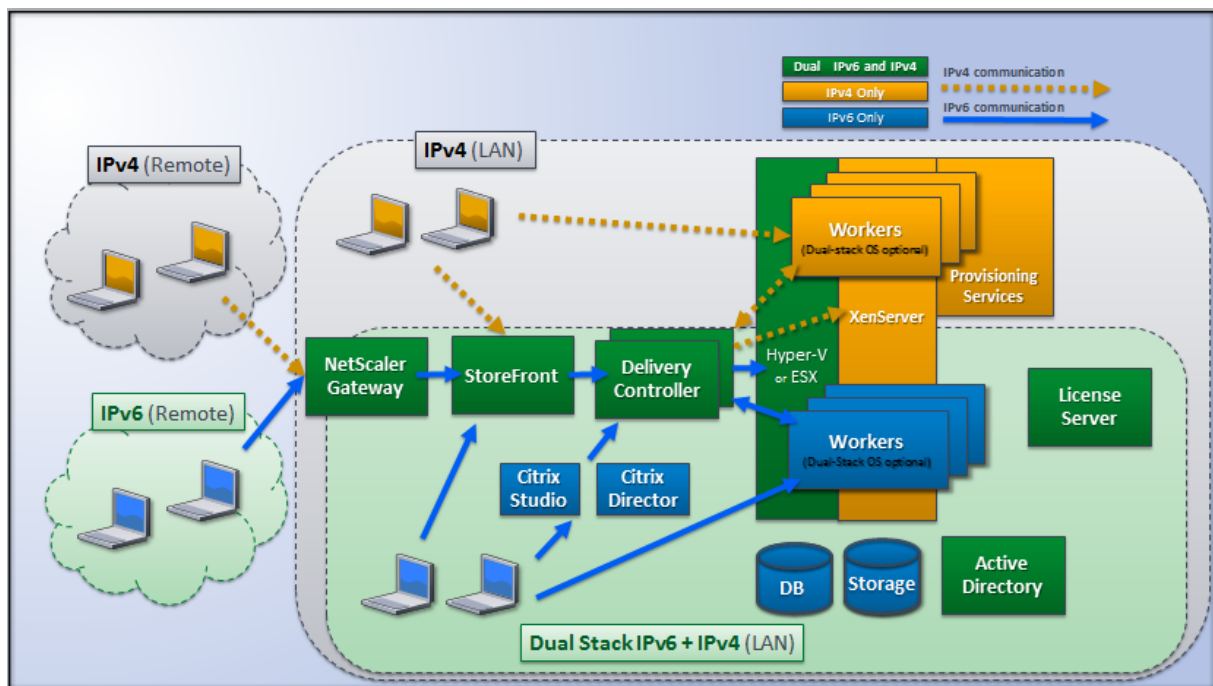 Dual IPv6 and IPv4
IPv4 Only
IPv6 Only
IPv4 communication
IPv6 communication
IPv4 (Remote)
IPv4 (LAN)
Workers
(Dual-stack OS optional)
Provisioning
Services
XenServer
NetScaler
Gateway
StoreFront
Delivery
Controller
Hyper-V
or ESX
IPv6 (Remote)
License
Server
Workers
(Dual-Stack OS optional)
Citrix
Studio
Citrix
Director
DB
Storage
Active
Directory
Dual Stack IPv6 + IPv4 (LAN)